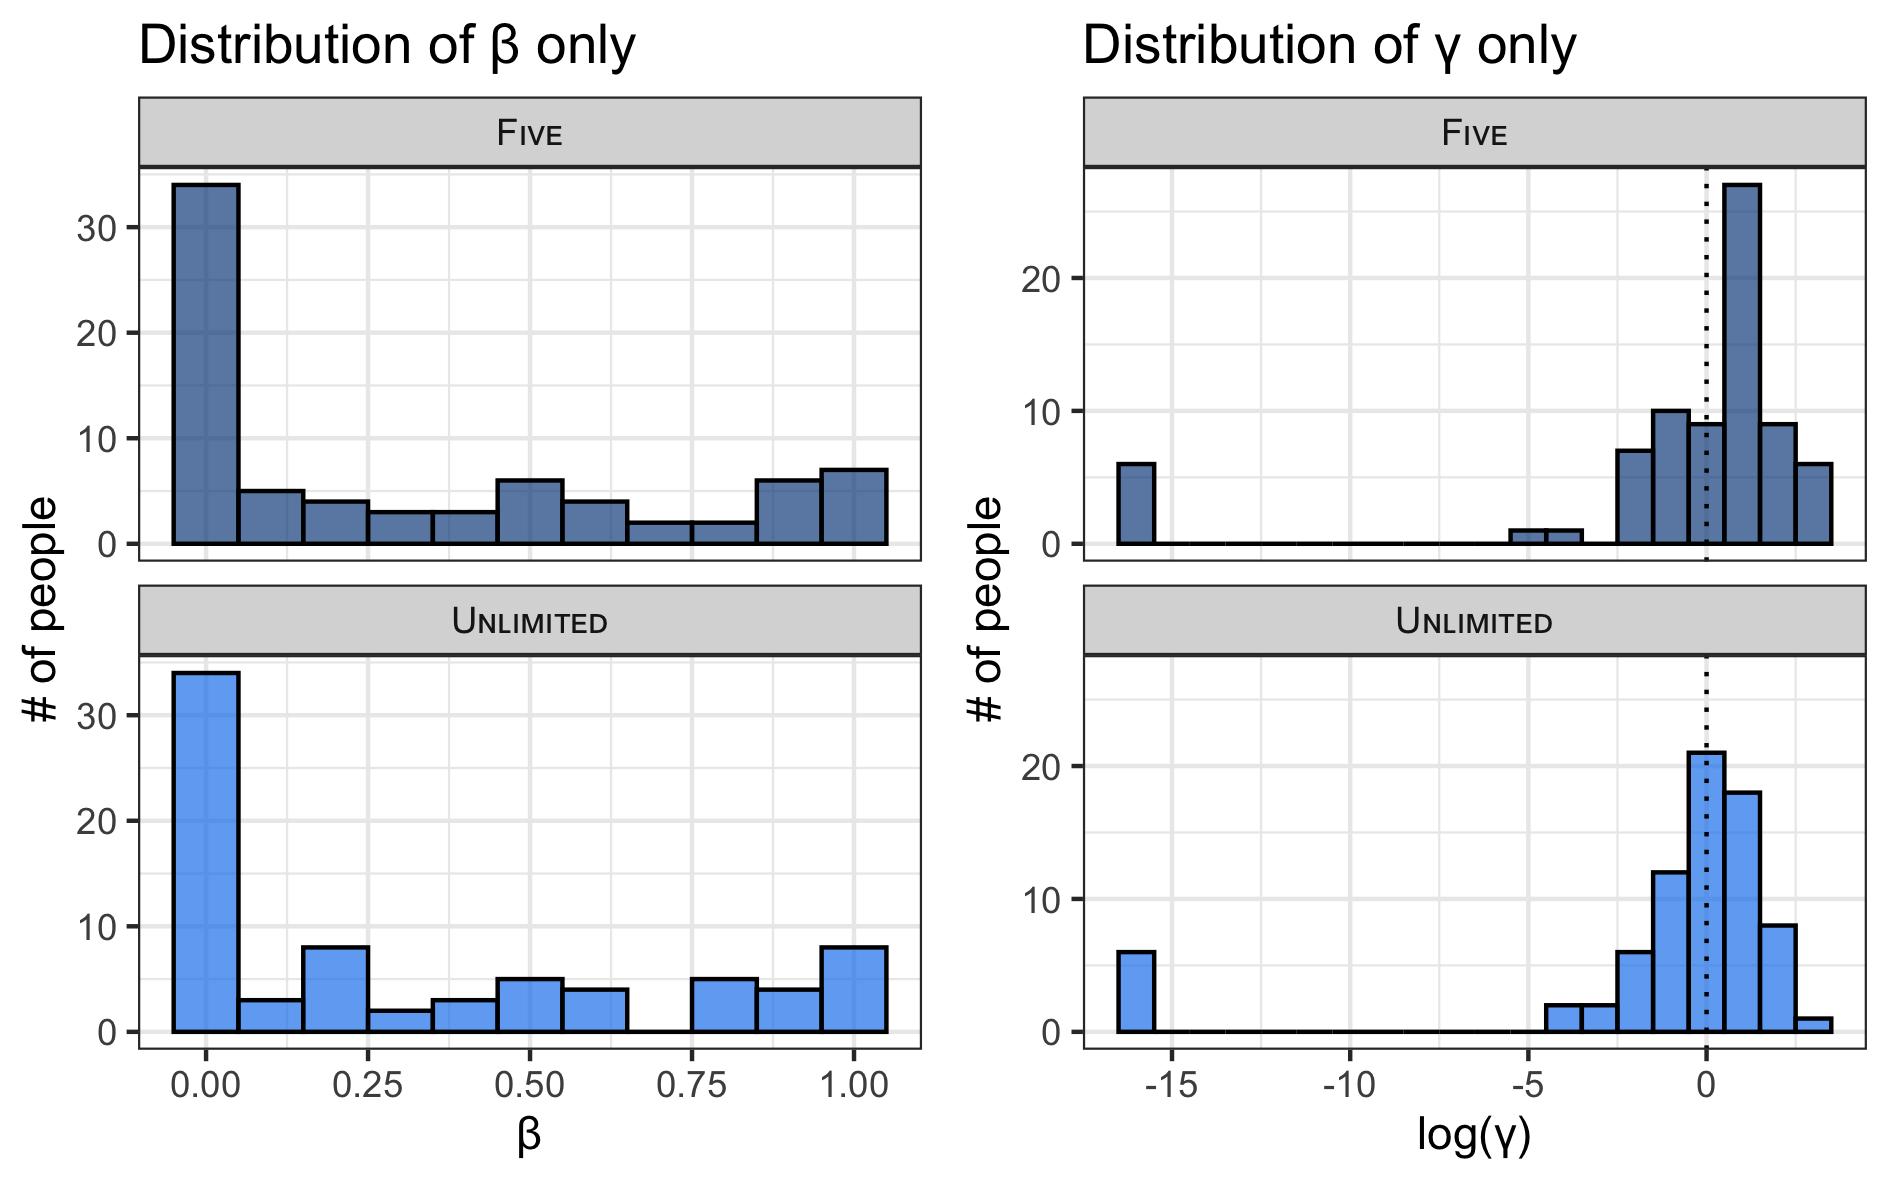 Distribution of β only
FIVE
30
20
10
0
UNLIMITED
30
20
10
0
# of people
0.00 0.25 0.50 0.75 1.00
β
Distribution of γ only
FIVE
20
10
0
UNLIMITED
20
10
0
# of people
-15 -10 -5 0
log(γ)